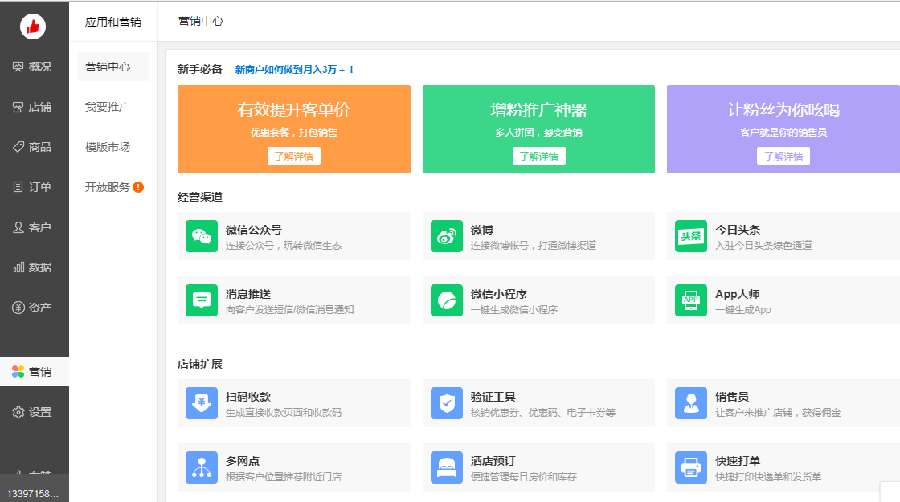 应用和营销
营销中心
概况
店铺
商品
订单
客户
数据
资产
营销
设置
13397158...
营销中心
我要推广
模版市场
开放服务
新手必备 新商户如何做到月入3万+!
有效提升客单价
优惠套餐，打包销售
了解详情
增粉推广神器
多人拼团，裂变营销
了解详情
让粉丝为你吆喝
客户就是你的销售员
了解详情
经营渠道
微信公众号
连接公众号，玩转微信生态
微博
连接微博帐号，打通微博渠道
头条
今日头条
入驻今日头条绿色通道
消息推送
向客户发送短信/微信消息通知
微信小程序
一键生成微信小程序
APP
App大师
一键生成App
店铺扩展
扫码收款
生成直接收款页面和收款码
验证工具
核销优惠券、优惠码、电子卡券等
销售员
让客户来推广店铺，获得佣金
多网点
根据客户位置推荐附近门店
酒店预订
便捷管理每日房价和库存
快速打单
快捷打印快递单和发货单